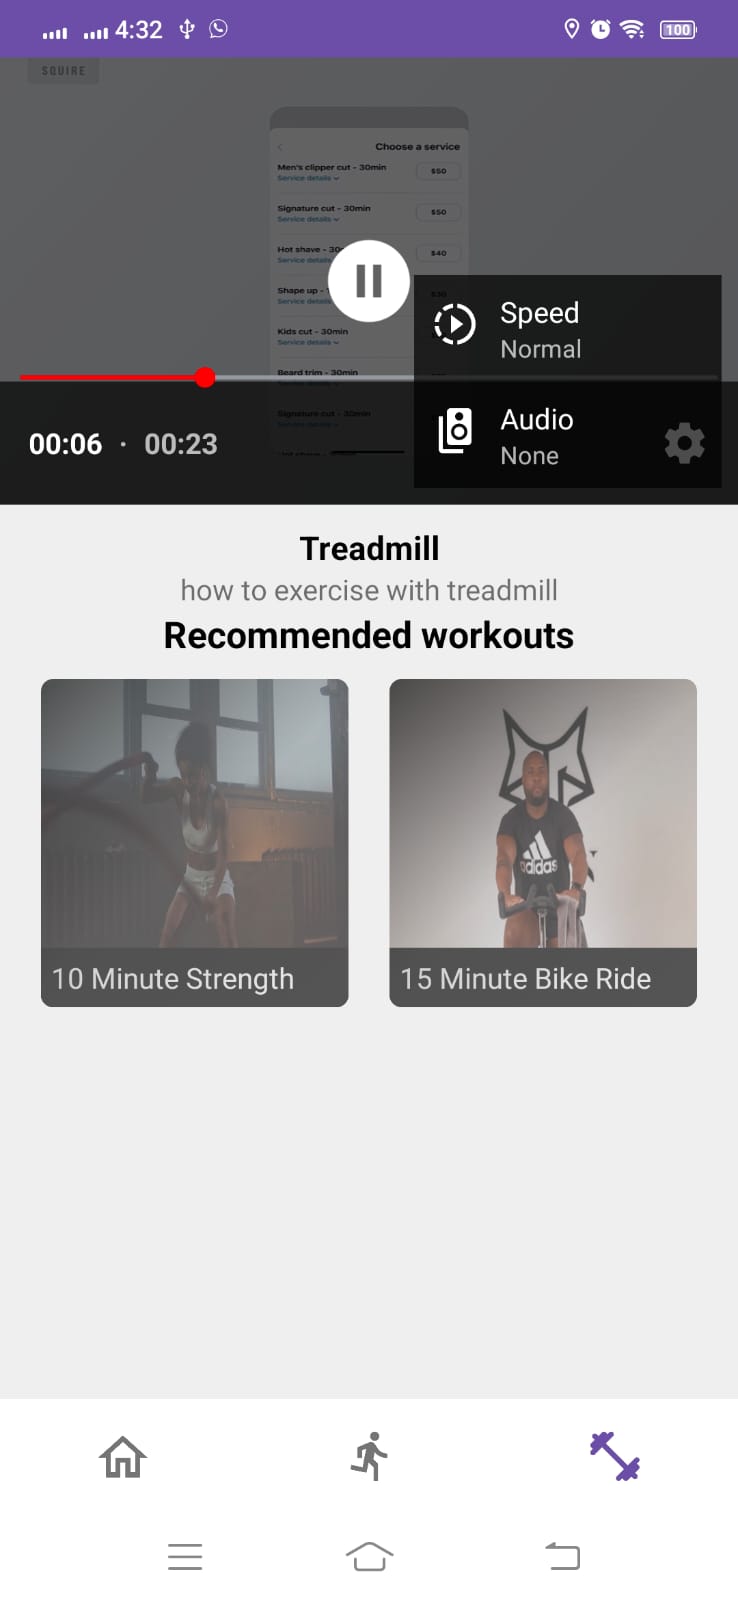 4:32
100
SQUIRE
Choose a service
Men's clipper cut - 30min
$50
Service details
Signature cut - 30min
$50
Service details
Hot shave - 30
$40
Service details
Shape up -
Service details
Kids cut - 30min
Service details
Beard trim - 30min
Signature cut - 30min
Service details
Speed
Normal
Audio
None
00:06 · 00:23
Treadmill
how to exercise with treadmill
Recommended workouts
adidas
10 Minute Strength
15 Minute Bike Ride